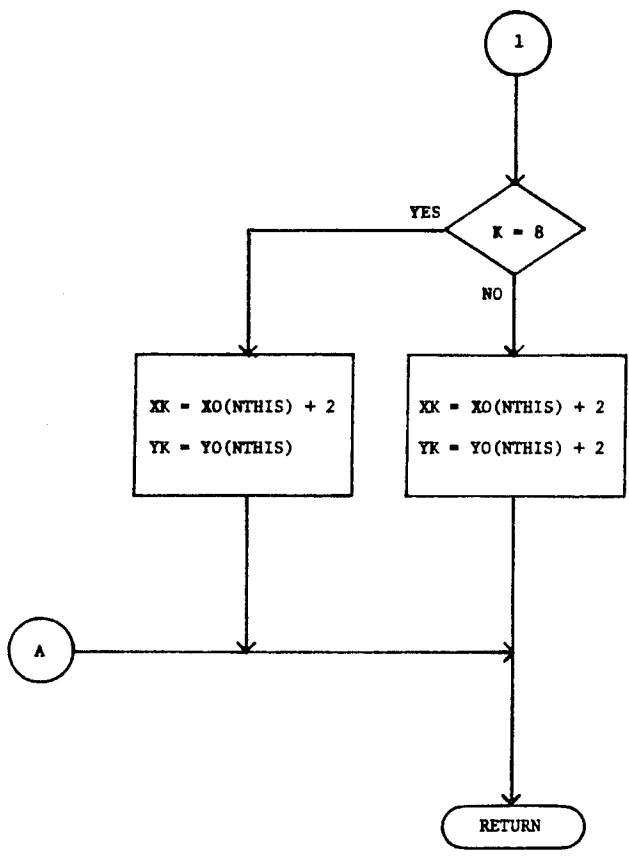 1
YES
K = 8
NO
XK = XO(NTHIS) + 2
YK = YO(NTHIS)
XK = XO(NTHIS) + 2
YK = YO(NTHIS) + 2
A
RETURN